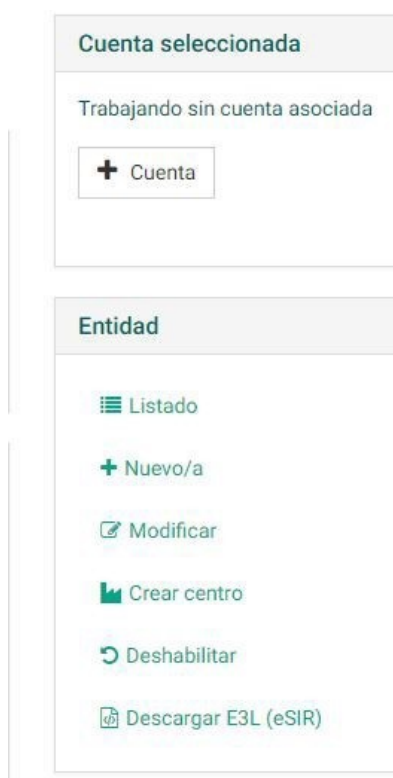 Cuenta seleccionada
Trabajando sin cuenta asociada
Cuenta
Entidad
Listado
Nuevo/a
Modificar
Crear centro
Deshabilitar
Descargar E3L (eSIR)